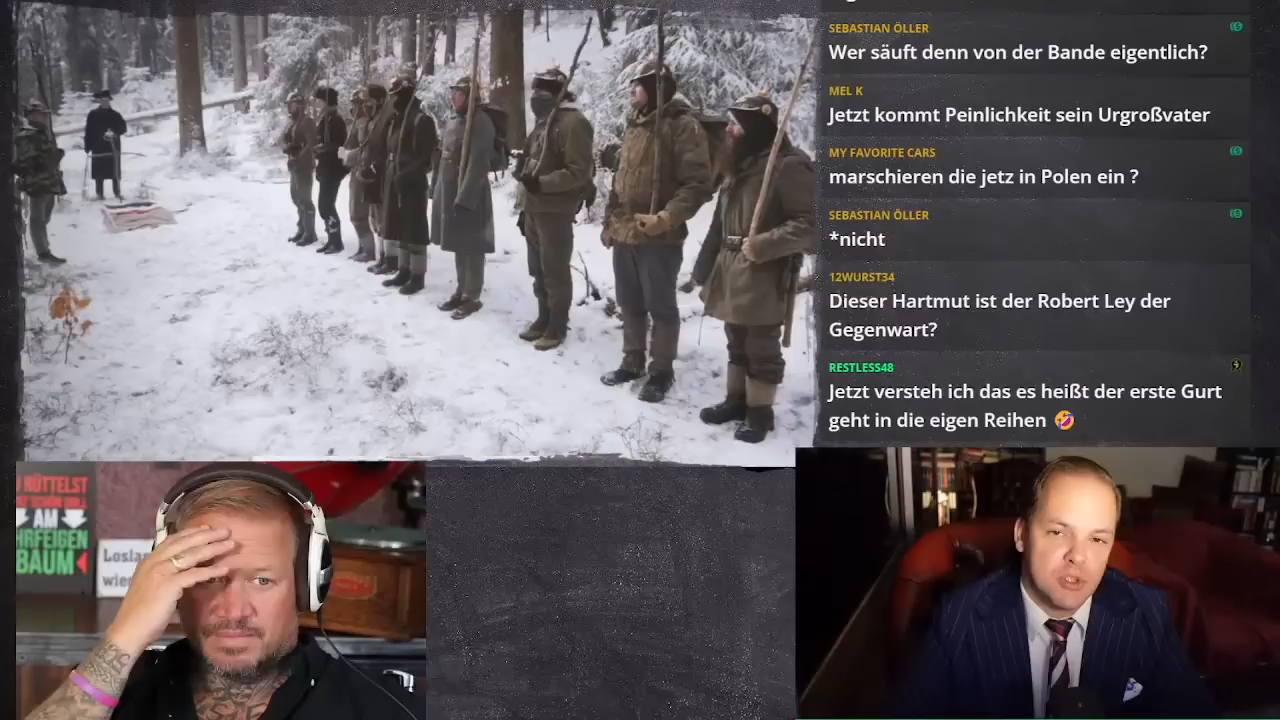 SEBASTIAN ÖLLER
Wer säuft denn von der Bande eigentlich?
MEL K
Jetzt kommt Peinlichkeit sein Urgroßvater
MY FAVORITE CARS
marschieren die jetz in Polen ein ?
SEBASTIAN ÖLLER
*nicht
12WURST34
Dieser Hartmut ist der Robert Ley der
Gegenwart?
RESTLESS48
Jetzt versteh ich das es heißt der erste Gurt
geht in die eigen Reihen 🤣
RÜTTELST
AM
HRFEIGEN
BAUM
Loslas
wie